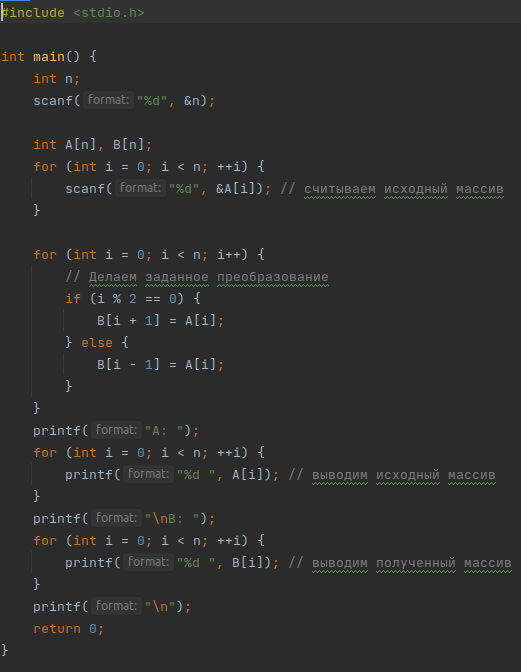 #include <stdio.h>
int main() {
int n;
scanf( format: "%d", &n);
int A[n], B[n];
for (int i = 0; i < n; ++i) {
scanf( format: "%d", &A[i]); // считываем исходный массив
}
for (int i = 0; i < n; i++) {
// Делаем заданное преобразование
if (i % 2 == 0) {
B[i + 1] = A[i];
} else {
B[i - 1] = A[i];
}
}
printf( format: "A: ");
for (int i = 0; i < n; ++i) {
printf( format: "%d ", A[i]); // выводим исходный массив
}
printf( format: "\nB: ");
for (int i = 0; i < n; ++i) {
printf( format: "%d ", B[i]); // выводим полученный массив
}
printf( format: "\n");
return 0;
}